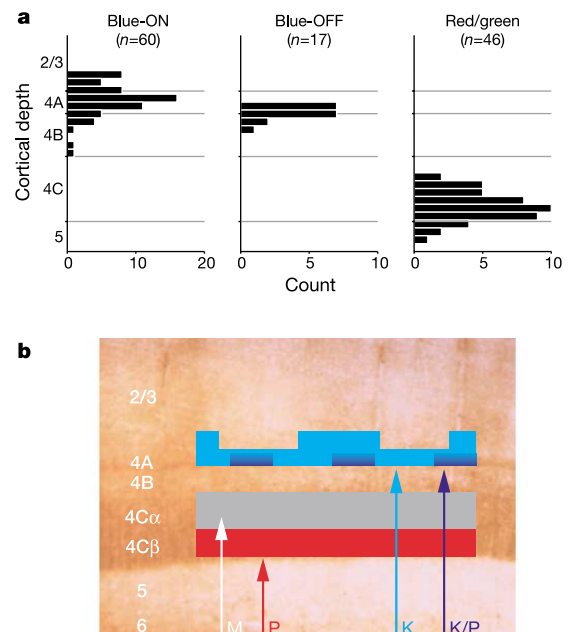 a
Blue-ON
(n=60)
Blue-OFF
(n=17)
Red/green
(n=46)
Cortical depth
2/3
4A
4B
4C
5
0 10 20
0 5 10
0 5 10
Count
b
2/3
4A
4B
4Cα
4Cβ
5
6
M P K K/P